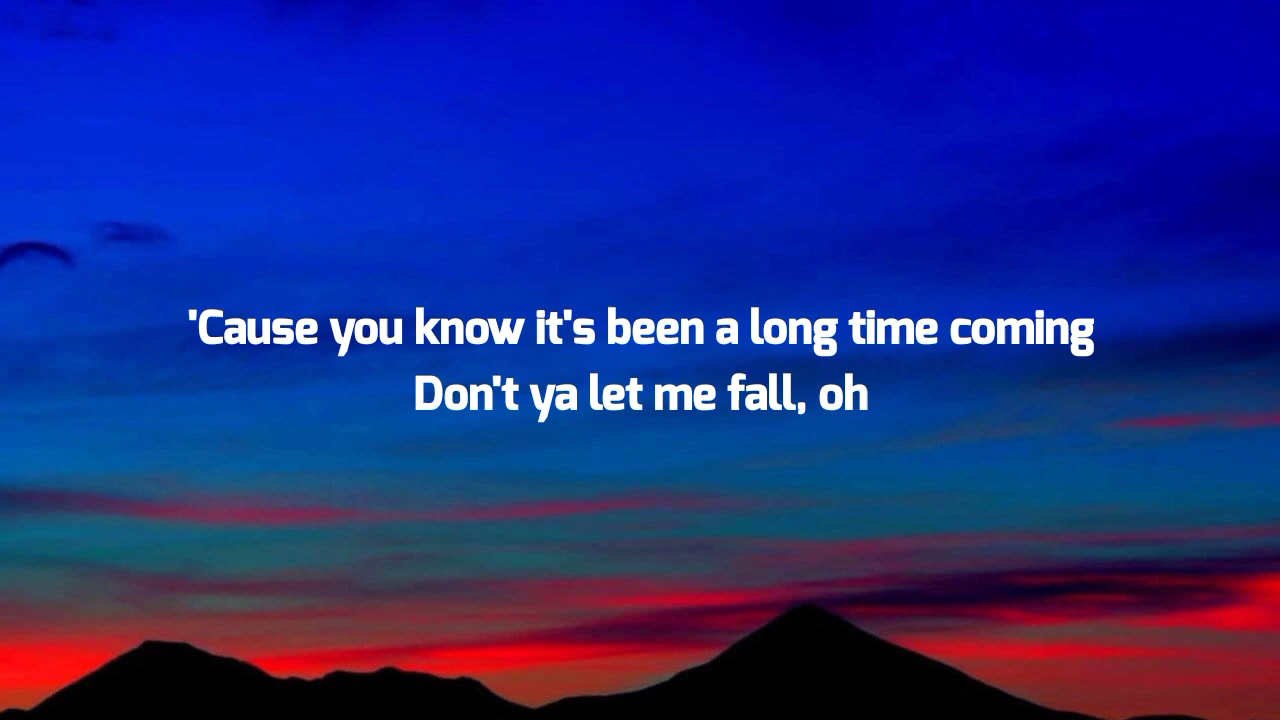 'Cause you know it's been a long time coming
Don't ya let me fall, oh